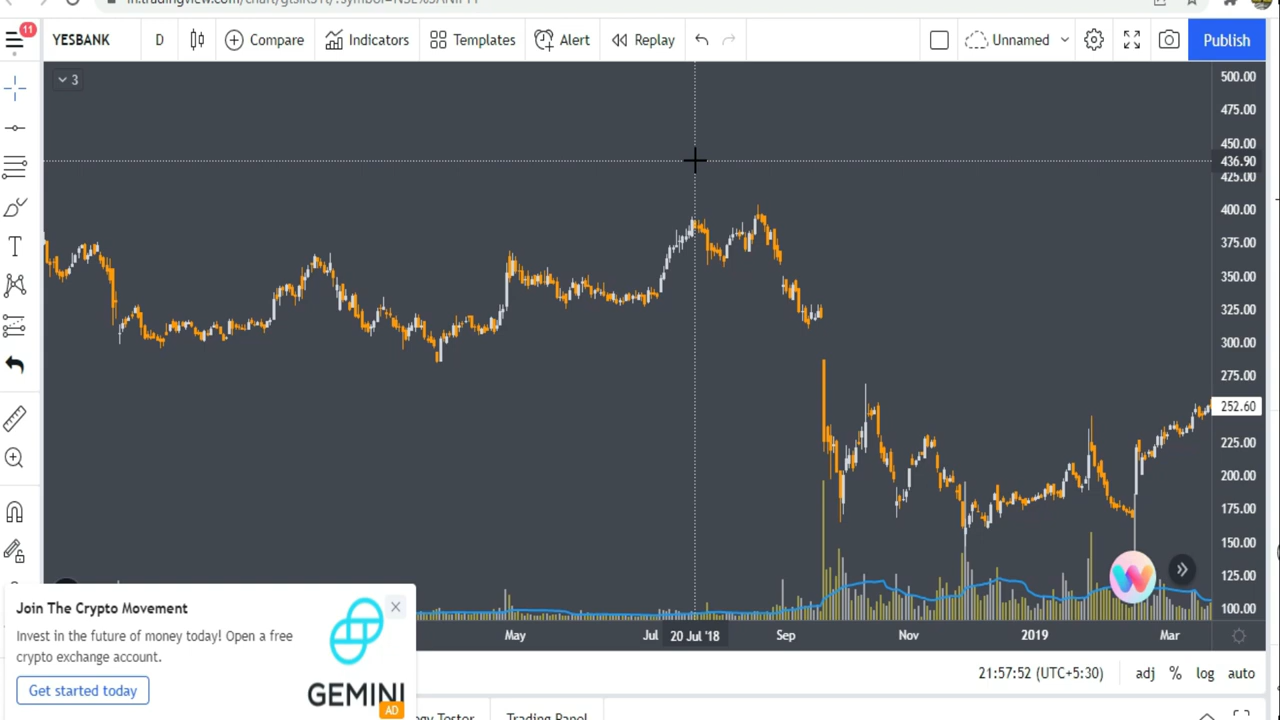 11
YESBANK D Compare Indicators Templates Alert Replay Unnamed Publish
3
500.00
475.00
450.00
436.90
425.00
400.00
375.00
350.00
325.00
300.00
275.00
252.60
225.00
200.00
175.00
150.00
125.00
100.00
May Jul 20 Jul '18 Sep Nov 2019 Mar
Join The Crypto Movement
Invest in the future of money today! Open a free
crypto exchange account.
Get started today
GEMINI
AD
21:57:52 (UTC+5:30) adj % log auto
Tester Trading Panel